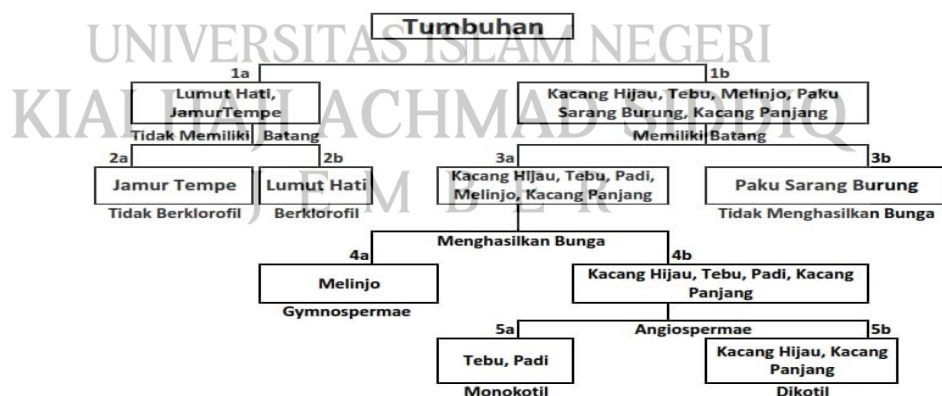 Tumbuhan
UNIVERSITAS ISLAM NEGERI
1a
1b
Lumut Hati,
JamurTempe
Kacang Hijau, Tebu, Melinjo, Paku
Sarang Burung, Kacang Panjang
KIAI HAJI ACHMAD SIDDIQ
Tidak Memiliki Batang
Memiliki Batang
2a
2b
3a
3b
Jamur Tempe
Lumut Hati
Kacang Hijau, Tebu, Padi,
Melinjo, Kacang Panjang
Paku Sarang Burung
Tidak Berklorofil
Berklorofil
JEMBER
Tidak Menghasilkan Bunga
Menghasilkan Bunga
4a
4b
Melinjo
Kacang Hijau, Tebu, Padi, Kacang
Panjang
Gymnospermae
Angiospermae
5a
5b
Tebu, Padi
Kacang Hijau, Kacang
Panjang
Monokotil
Dikotil